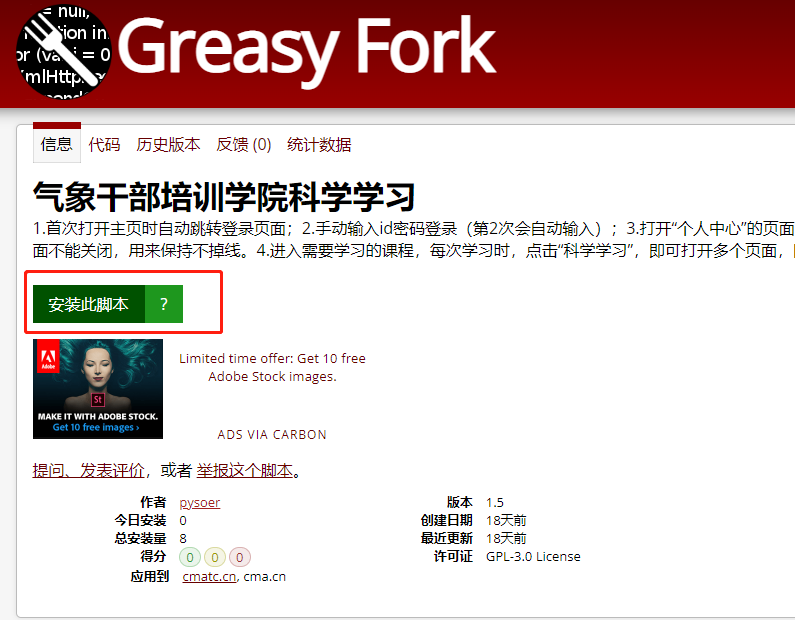 = null,
nction in
or (var i = 0
XmlHttp
Greasy Fork
信息 代码 历史版本 反馈 (0) 统计数据
气象干部培训学院科学学习
1.首次打开主页时自动跳转登录页面；2.手动输入id密码登录（第2次会自动输入）；3.打开“个人中心”的页面
面不能关闭，用来保持不掉线。4.进入需要学习的课程，每次学习时，点击“科学学习”，即可打开多个页面，
安装此脚本 ?
Adobe
St
MAKE IT WITH ADOBE STOCK.
Get 10 free images ›
Limited time offer: Get 10 free
Adobe Stock images.
ADS VIA CARBON
提问、发表评价，或者 举报这个脚本。
作者 pysoer 版本 1.5
今日安装 0 创建日期 18天前
总安装量 8 最近更新 18天前
得分 0 0 0 许可证 GPL-3.0 License
应用到 cmatc.cn, cma.cn